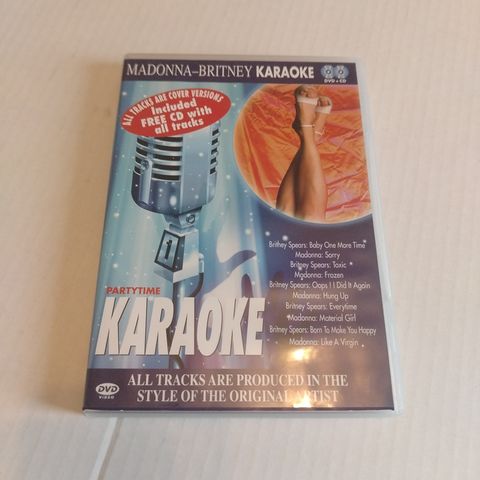 MADONNA–BRITNEY KARAOKE
DVD+CD
ALL TRACKS ARE COVER VERSIONS
Included
FREE CD with
all tracks
1
Brithey Spears: Baby One More Time
Madonna: Sorry
Britney Spears: Toxic
Madonna: Frozen
Britney Spears: Oops ! I Did It Again
Madonna: Hung Up
Britney Spears: Everytime
Madonna: Material Girl
Britney Spears: Born To Make You Happy
Madonna: Like A Virgin
PARTYTIME
KARAOKE
DVD
VIDEO
ALL TRACKS ARE PRODUCED IN THE
STYLE OF THE ORIGINAL ARTIST